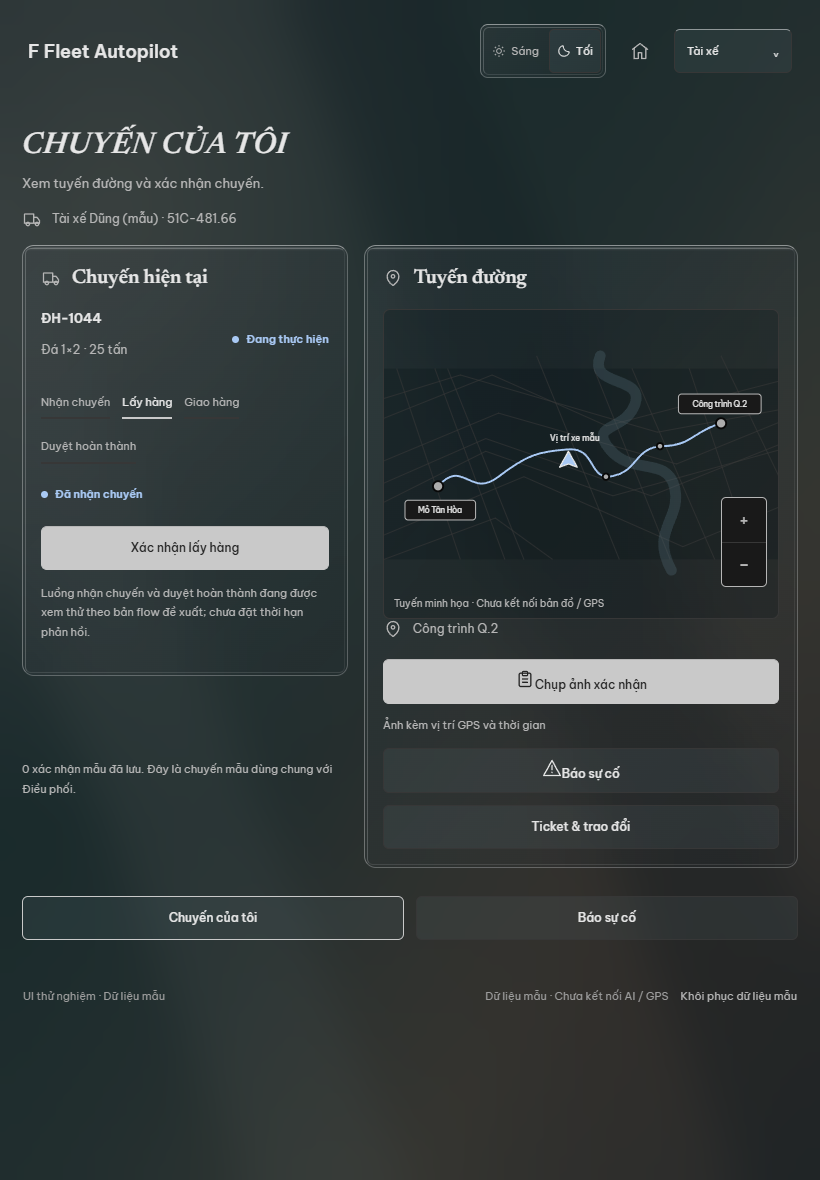 F Fleet Autopilot
Sáng
Tối
Tài xế
CHUYẾN CỦA TÔI
Xem tuyến đường và xác nhận chuyến.
Tài xế Dũng (mẫu) · 51C-481.66
Chuyến hiện tại
ĐH-1044
Đá 1×2 · 25 tấn
Đang thực hiện
Nhận chuyến
Lấy hàng
Giao hàng
Duyệt hoàn thành
Đã nhận chuyến
Xác nhận lấy hàng
Luồng nhận chuyến và duyệt hoàn thành đang được
xem thử theo bản flow đề xuất; chưa đặt thời hạn
phản hồi.
0 xác nhận mẫu đã lưu. Đây là chuyến mẫu dùng chung với
Điều phối.
Tuyến đường
Công trình Q.2
Vị trí xe mẫu
Mỏ Tân Hòa
+
−
Tuyến minh họa · Chưa kết nối bản đồ / GPS
Công trình Q.2
Chụp ảnh xác nhận
Ảnh kèm vị trí GPS và thời gian
Báo sự cố
Ticket & trao đổi
Chuyến của tôi
Báo sự cố
UI thử nghiệm · Dữ liệu mẫu
Dữ liệu mẫu · Chưa kết nối AI / GPS
Khôi phục dữ liệu mẫu